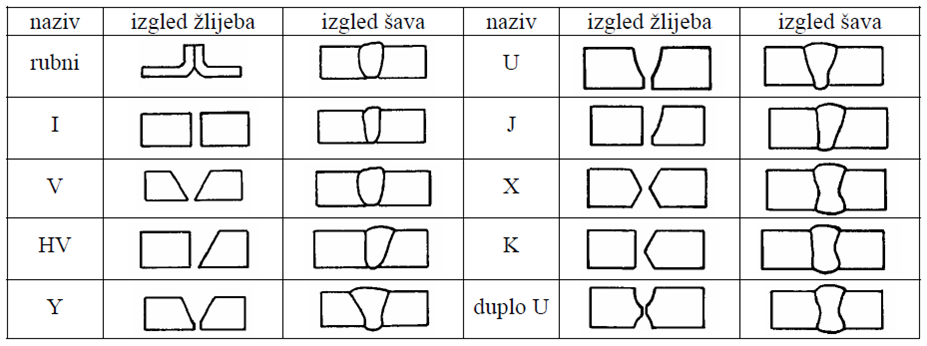 naziv izgled žlijeba izgled šava naziv izgled žlijeba izgled šava
rubni U
I J
V X
HV K
Y duplo U